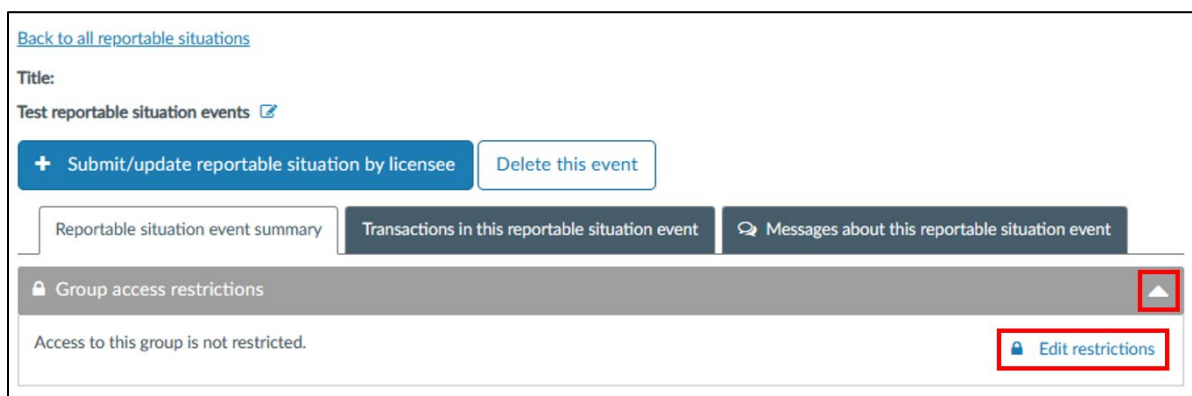 Back to all reportable situations
Title:
Test reportable situation events
+ Submit/update reportable situation by licensee
Delete this event
Reportable situation event summary
Transactions in this reportable situation event
Messages about this reportable situation event
Group access restrictions
Access to this group is not restricted.
Edit restrictions